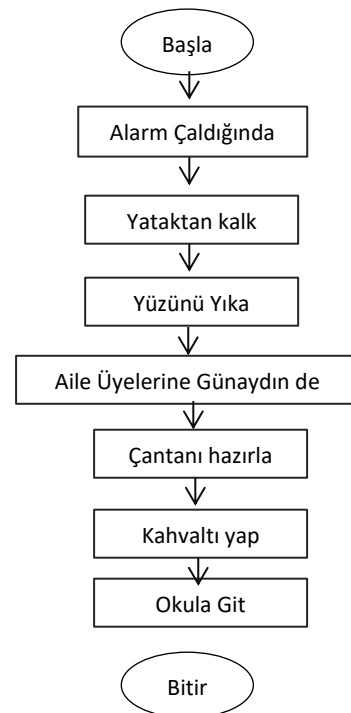 Başla
Alarm Çaldığında
Yataktan kalk
Yüzünü Yıka
Aile Üyelerine Günaydın de
Çantanı hazırla
Kahvaltı yap
Okula Git
Bitir